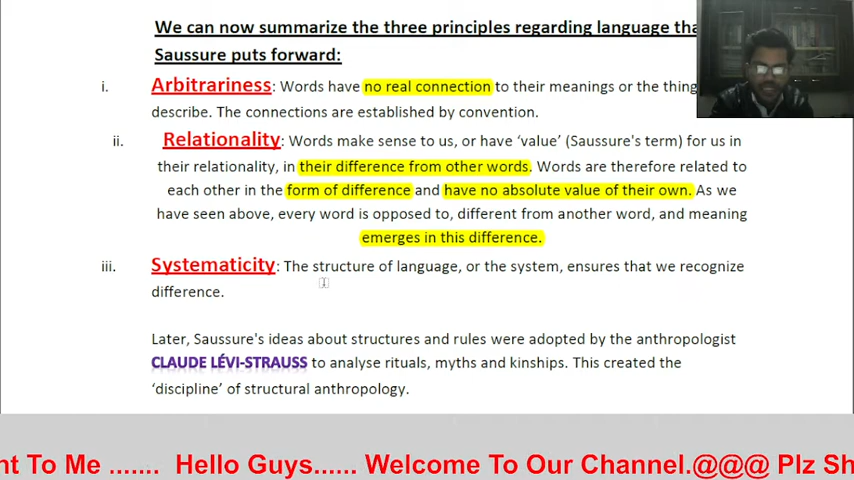 We can now summarize the three principles regarding language tha
Saussure puts forward:
i. Arbitrariness: Words have no real connection to their meanings or the thing
describe. The connections are established by convention.
ii. Relationality: Words make sense to us, or have ‘value’ (Saussure's term) for us in
their relationality, in their difference from other words. Words are therefore related to
each other in the form of difference and have no absolute value of their own. As we
have seen above, every word is opposed to, different from another word, and meaning
emerges in this difference.
iii. Systematicity: The structure of language, or the system, ensures that we recognize
difference.
Later, Saussure's ideas about structures and rules were adopted by the anthropologist
CLAUDE LÉVI-STRAUSS to analyse rituals, myths and kinships. This created the
‘discipline’ of structural anthropology.
nt To Me ....... Hello Guys...... Welcome To Our Channel.@@@ Plz Sh